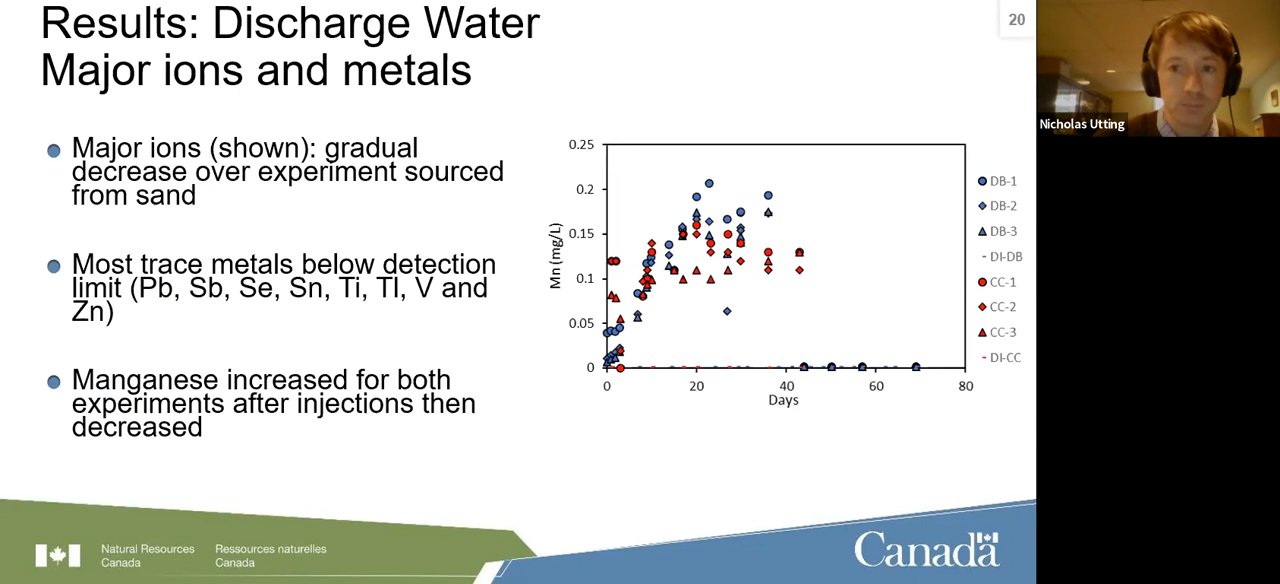 Results: Discharge Water
20
Major ions and metals
Major ions (shown): gradual
decrease over experiment sourced
from sand
Most trace metals below detection
limit (Pb, Sb, Se, Sn, Ti, Tl, V and
Zn)
Manganese increased for both
experiments after injections then
decreased
0.25
0.2
0.15
0.1
0.05
0
Mn (mg/L)
0 20 40 60 80
Days
DB-1
DB-2
DB-3
DI-DB
CC-1
CC-2
CC-3
DI-CC
Nicholas Utting
Natural Resources
Canada
Ressources naturelles
Canada
Canada